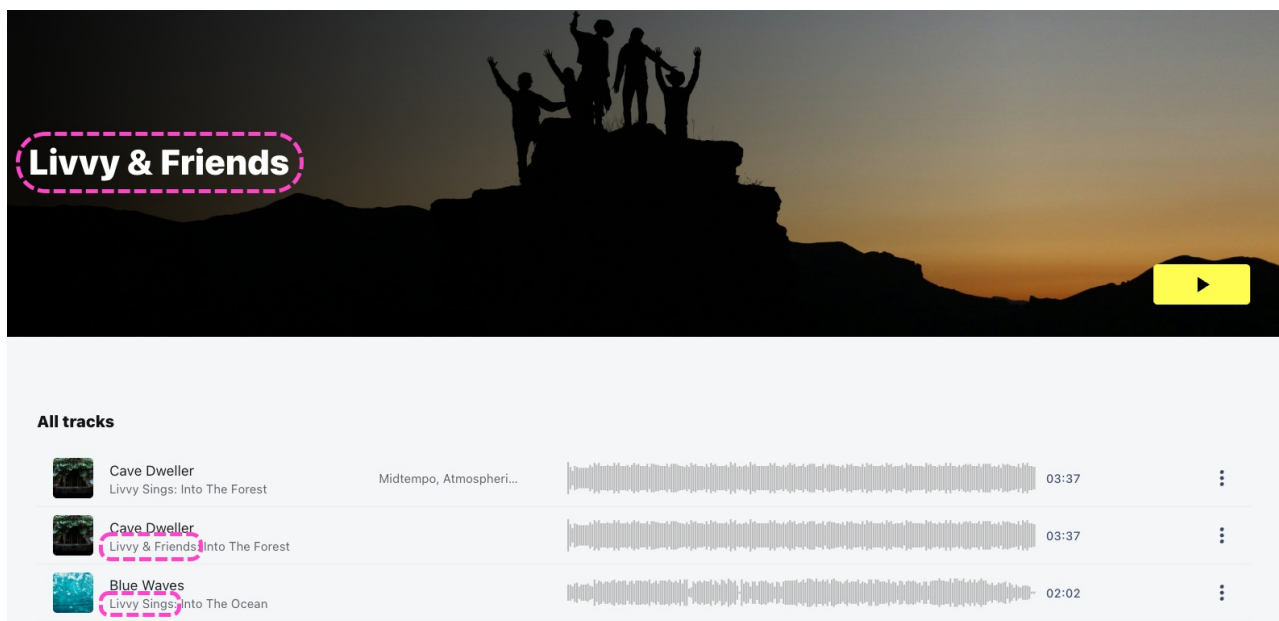 Livvy & Friends
All tracks
Cave Dweller
Livvy Sings: Into The Forest
Midtempo, Atmospheri...
03:37
Cave Dweller
Livvy & Friends: Into The Forest
03:37
Blue Waves
Livvy Sings: Into The Ocean
02:02